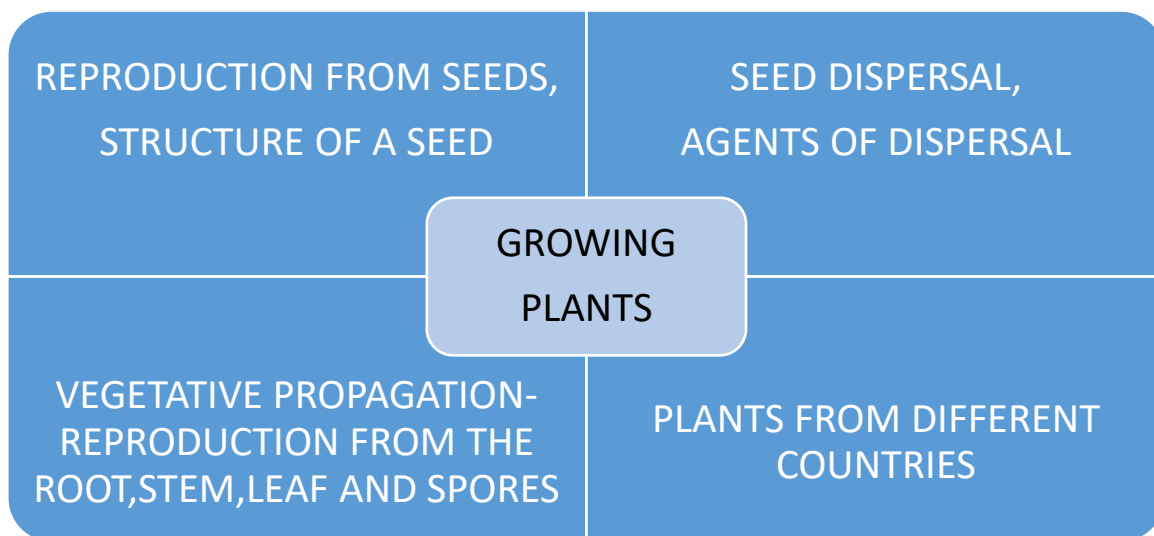 REPRODUCTION FROM SEEDS,
STRUCTURE OF A SEED
SEED DISPERSAL,
AGENTS OF DISPERSAL
GROWING
PLANTS
VEGETATIVE PROPAGATION-
REPRODUCTION FROM THE
ROOT,STEM,LEAF AND SPORES
PLANTS FROM DIFFERENT
COUNTRIES